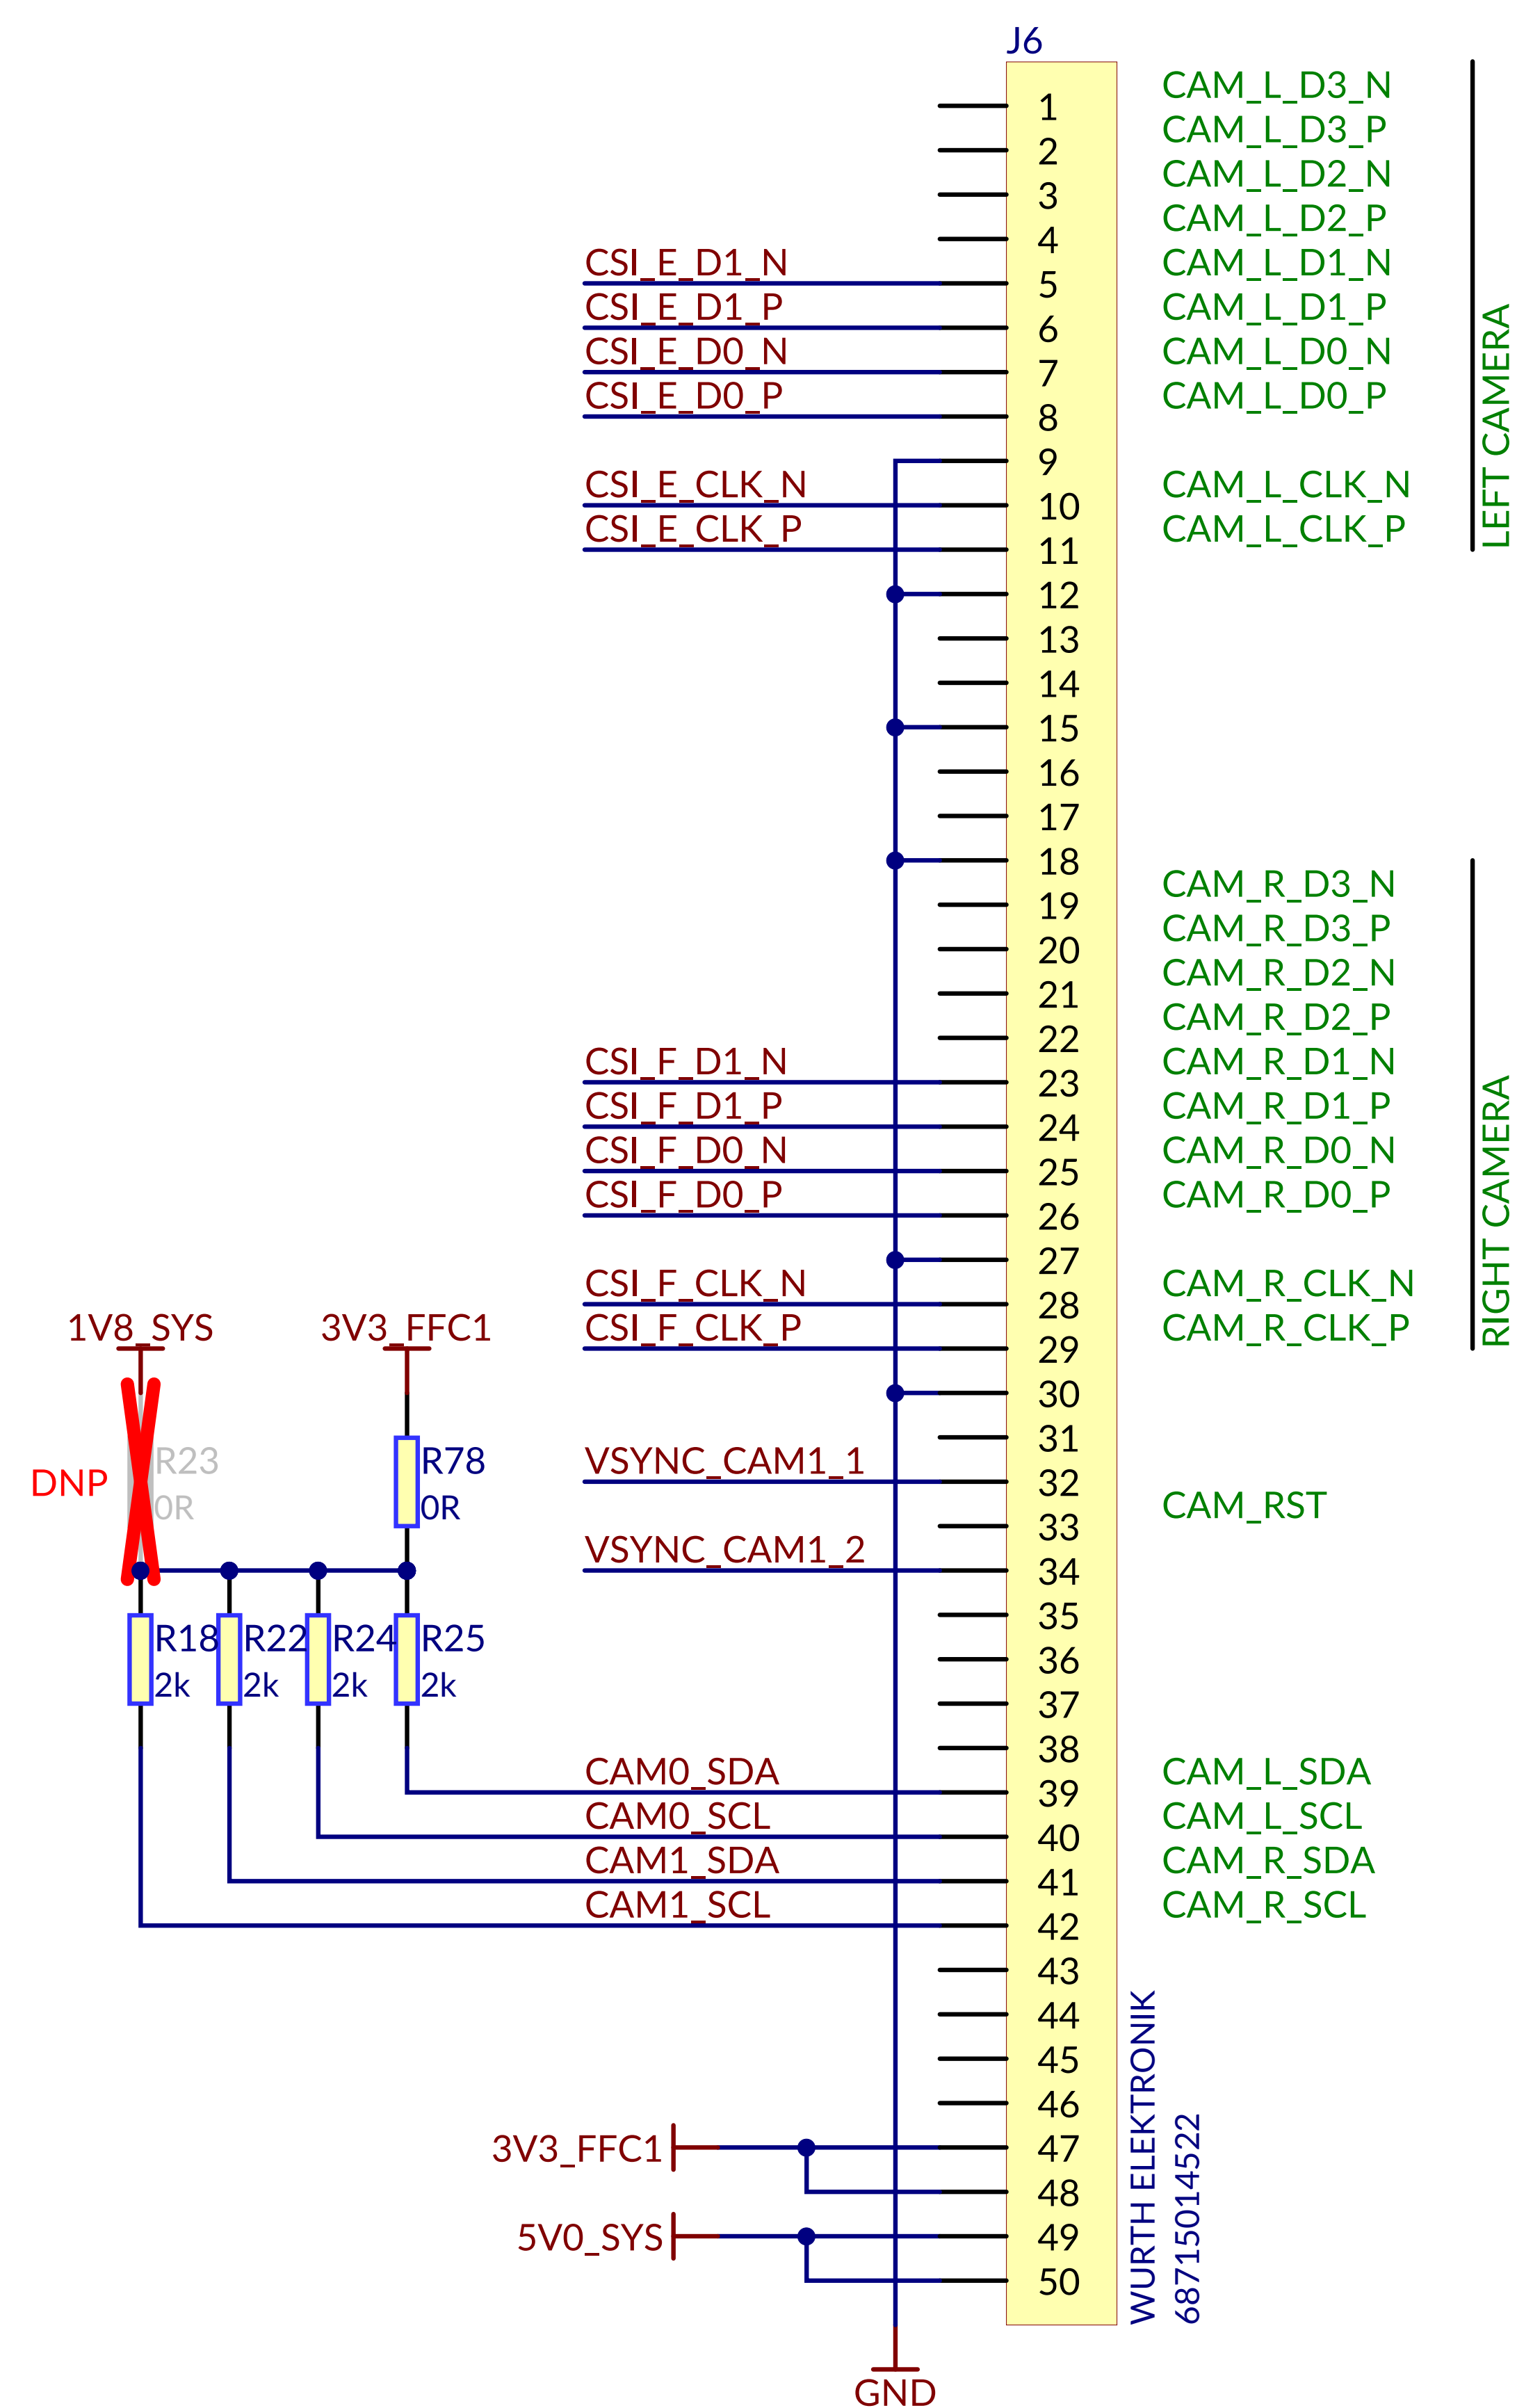 J6
1 CAM_L_D3_N
2 CAM_L_D3_P
3 CAM_L_D2_N
4 CAM_L_D2_P
CSI_E_D1_N 5 CAM_L_D1_N
CSI_E_D1_P 6 CAM_L_D1_P
CSI_E_D0_N 7 CAM_L_D0_N
CSI_E_D0_P 8 CAM_L_D0_P
9
CSI_E_CLK_N 10 CAM_L_CLK_N
CSI_E_CLK_P 11 CAM_L_CLK_P
LEFT CAMERA
12
13
14
15
16
17
18
19 CAM_R_D3_N
20 CAM_R_D3_P
21 CAM_R_D2_N
22 CAM_R_D2_P
CSI_F_D1_N 23 CAM_R_D1_N
CSI_F_D1_P 24 CAM_R_D1_P
CSI_F_D0_N 25 CAM_R_D0_N
CSI_F_D0_P 26 CAM_R_D0_P
27
CSI_F_CLK_N 28 CAM_R_CLK_N
CSI_F_CLK_P 29 CAM_R_CLK_P
RIGHT CAMERA
1V8_SYS 3V3_FFC1
30
31
DNP R23 R78
0R 0R
VSYNC_CAM1_1 32
33 CAM_RST
VSYNC_CAM1_2 34
35
R18 R22 R24 R25
2k 2k 2k 2k
36
37
38
CAM0_SDA 39 CAM_L_SDA
CAM0_SCL 40 CAM_L_SCL
CAM1_SDA 41 CAM_R_SDA
CAM1_SCL 42 CAM_R_SCL
43
44
45
46
3V3_FFC1 47
48
5V0_SYS 49
50
WURTH ELEKTRONIK
68715014522
GND